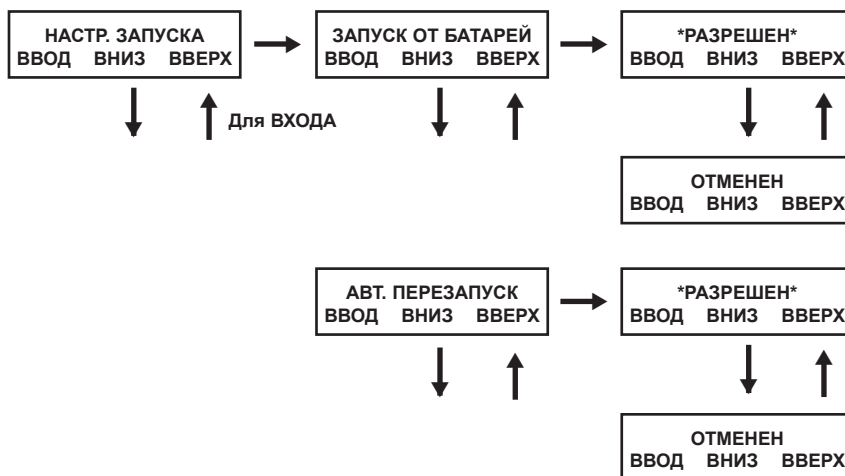 НАСТР. ЗАПУСКА
ВВОД ВНИЗ ВВЕРХ
ЗАПУСК ОТ БАТАРЕЙ
ВВОД ВНИЗ ВВЕРХ
*РАЗРЕШЕН*
ВВОД ВНИЗ ВВЕРХ
Для ВХОДА
ОТМЕНЕН
ВВОД ВНИЗ ВВЕРХ
АВТ. ПЕРЕЗАПУСК
ВВОД ВНИЗ ВВЕРХ
*РАЗРЕШЕН*
ВВОД ВНИЗ ВВЕРХ
ОТМЕНЕН
ВВОД ВНИЗ ВВЕРХ